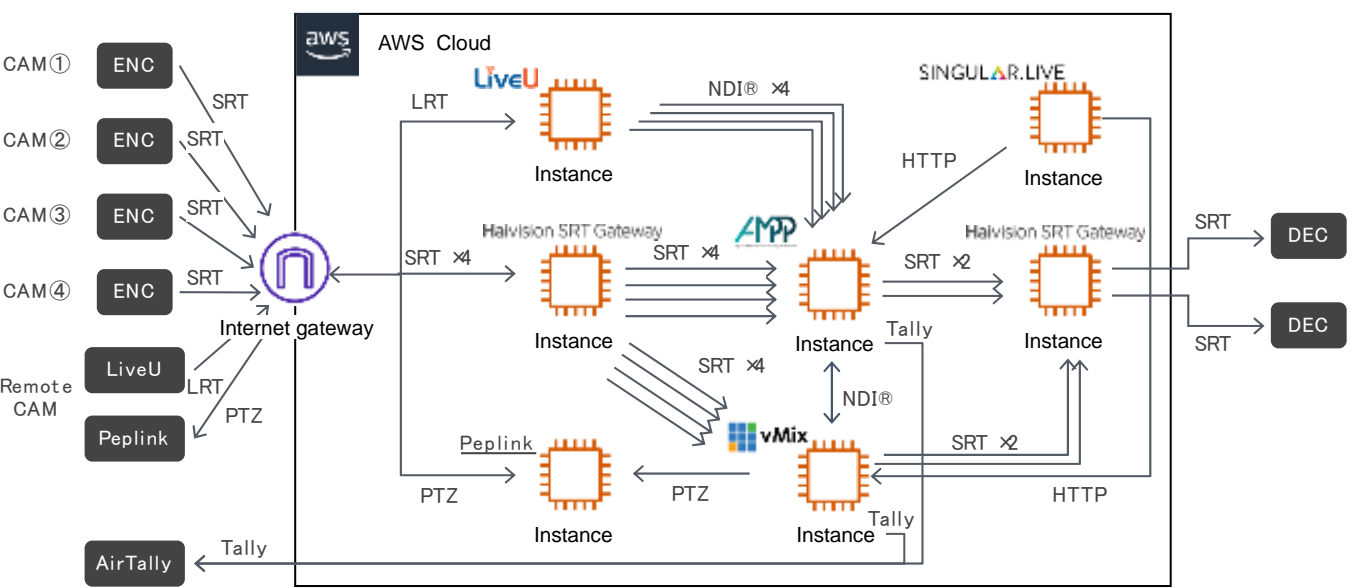 aws
AWS Cloud
CAM①
ENC
SRT
CAM②
ENC
SRT
CAM③
ENC
SRT
CAM④
ENC
SRT
Internet gateway
LiveU
LRT
Remote
CAM
Peplink
PTZ
AirTally
Tally
LRT
LiveU
Instance
NDI® ×4
SINGULAR.LIVE
Instance
HTTP
SRT ×4
Haivision SRT Gateway
Instance
SRT ×4
AMPP
Instance
SRT ×2
Haivision SRT Gateway
Instance
SRT
DEC
SRT
DEC
Tally
SRT ×4
NDI®
vMix
Instance
Tally
SRT ×2
HTTP
PTZ
Peplink
Instance
PTZ